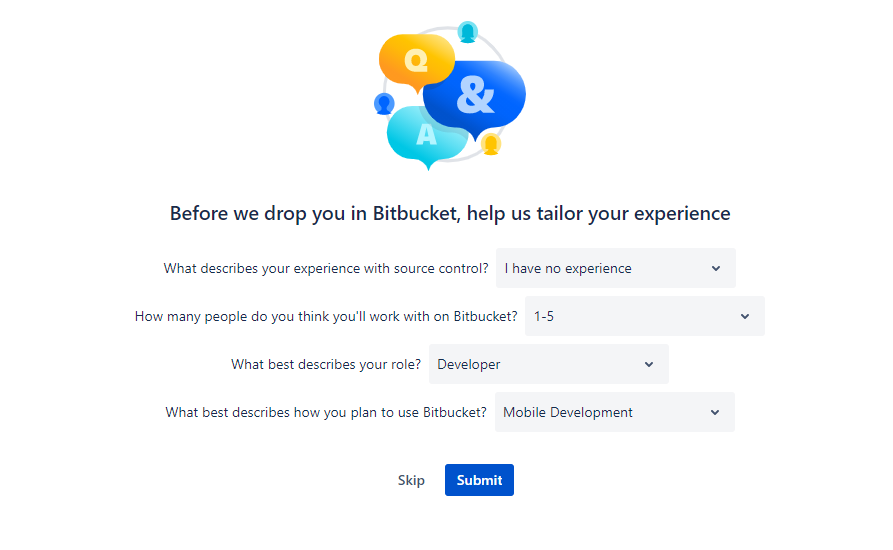 Q
&
A
Before we drop you in Bitbucket, help us tailor your experience
What describes your experience with source control? I have no experience
How many people do you think you'll work with on Bitbucket? 1-5
What best describes your role? Developer
What best describes how you plan to use Bitbucket? Mobile Development
Skip Submit